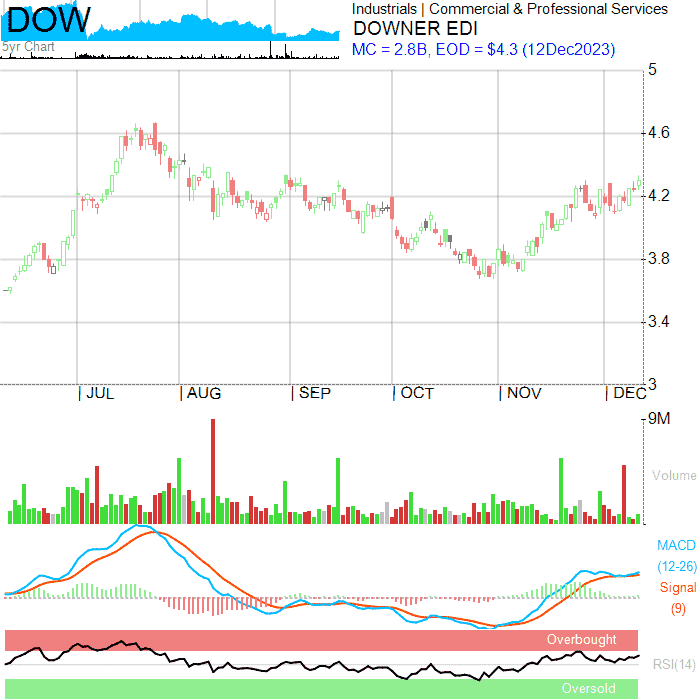 DOW
5yr Chart
Industrials | Commercial & Professional Services
DOWNER EDI
MC = 2.8B, EOD = $4.3 (12Dec2023)
5
4.6
4.2
3.8
3.4
3
JUL AUG SEP OCT NOV DEC
9M
Volume
MACD
(12-26)
Signal
(9)
Overbought
RSI(14)
Oversold